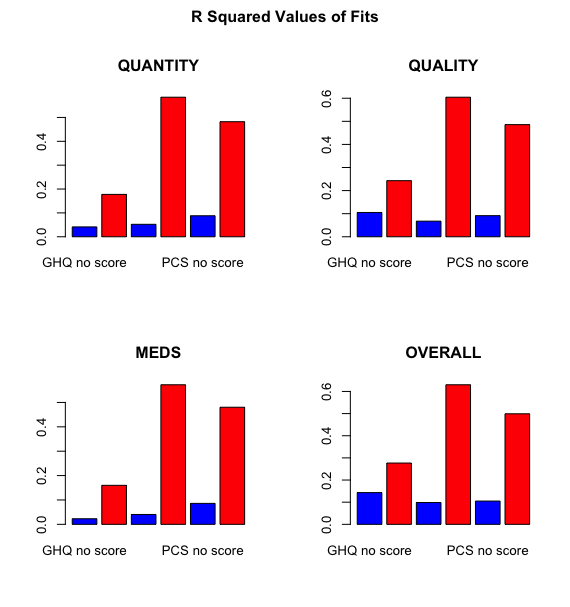 R Squared Values of Fits
QUANTITY
0.0 0.2 0.4
GHQ no score PCS no score
QUALITY
0.0 0.2 0.4 0.6
GHQ no score PCS no score
MEDS
0.0 0.2 0.4
GHQ no score PCS no score
OVERALL
0.0 0.2 0.4 0.6
GHQ no score PCS no score